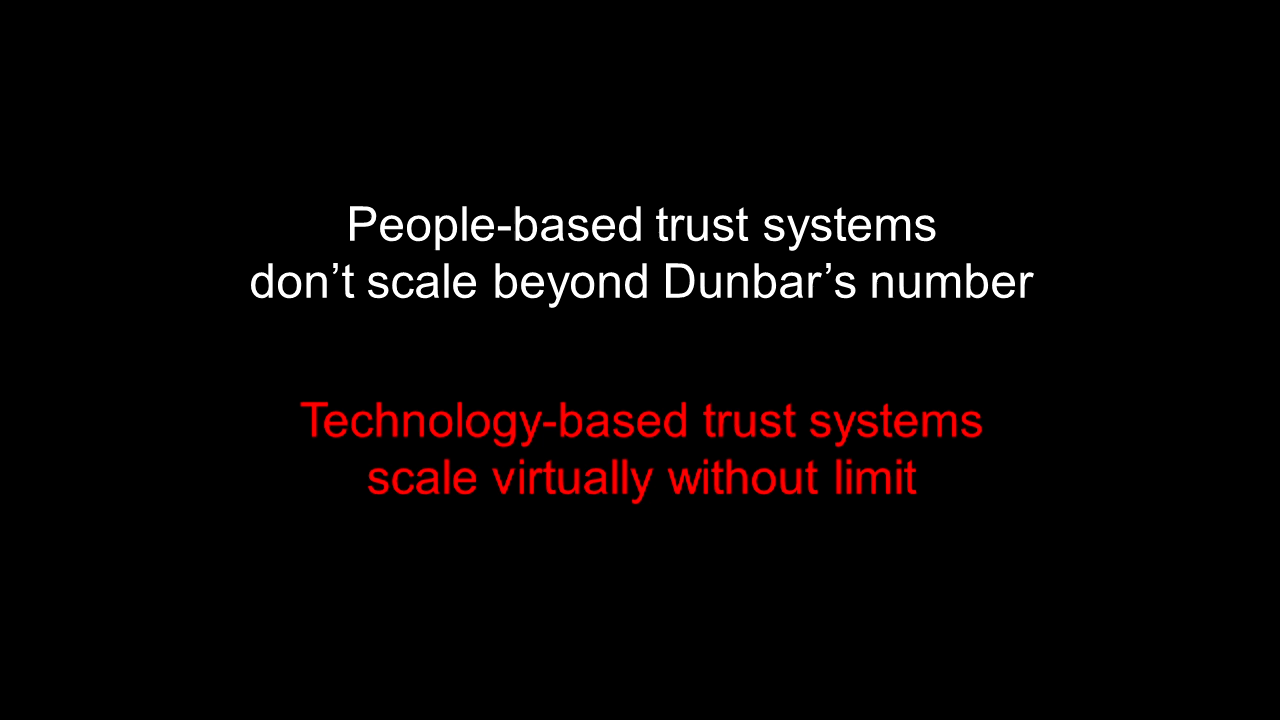 People-based trust systems
don’t scale beyond Dunbar’s number
Technology-based trust systems
scale virtually without limit